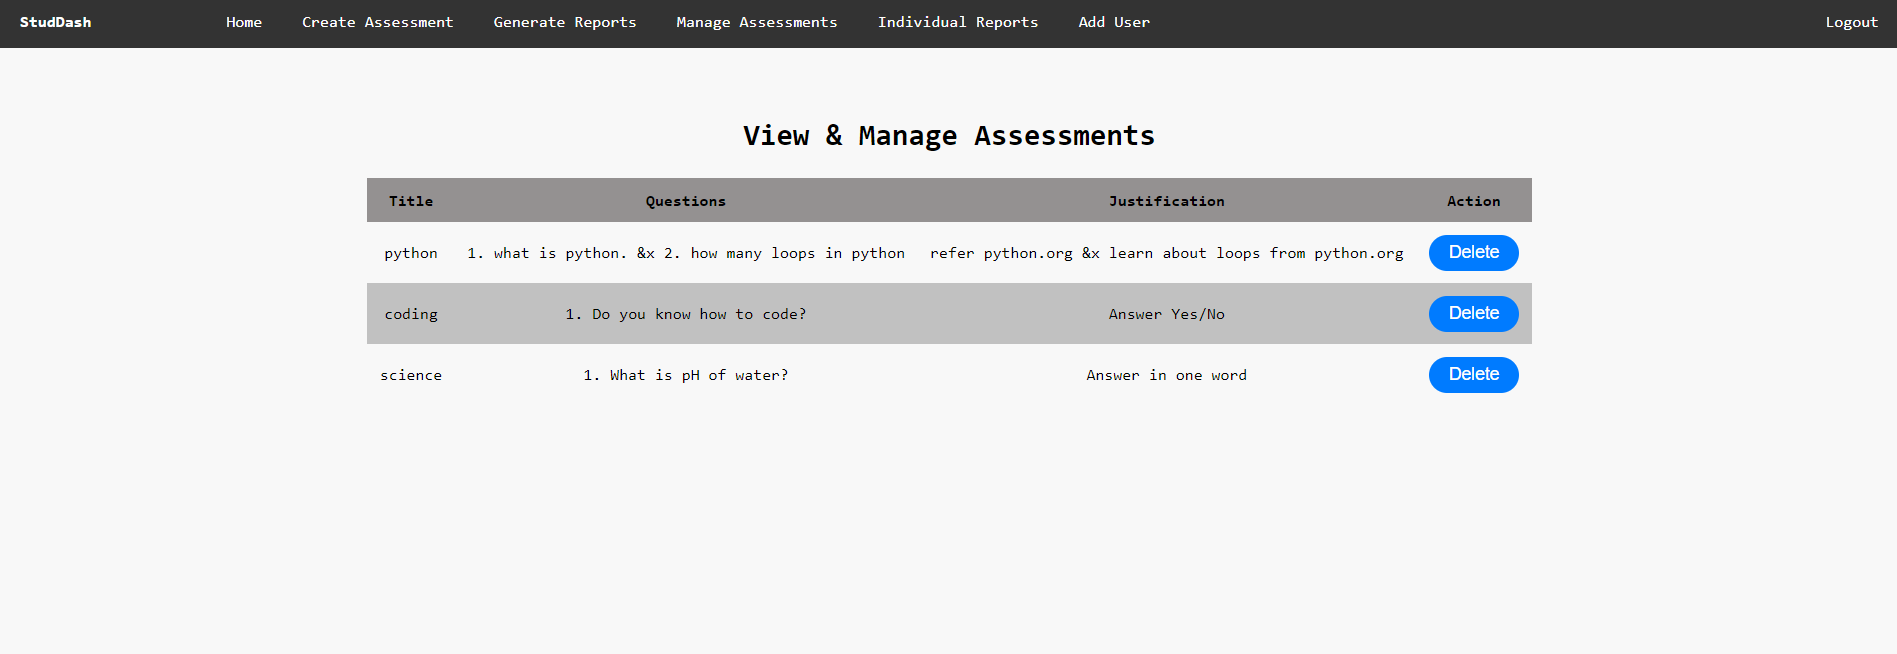 StudDash Home Create Assessment Generate Reports Manage Assessments Individual Reports Add User Logout
View & Manage Assessments
Title Questions Justification Action
python 1. what is python. &x 2. how many loops in python refer python.org &x learn about loops from python.org Delete
coding 1. Do you know how to code? Answer Yes/No Delete
science 1. What is pH of water? Answer in one word Delete